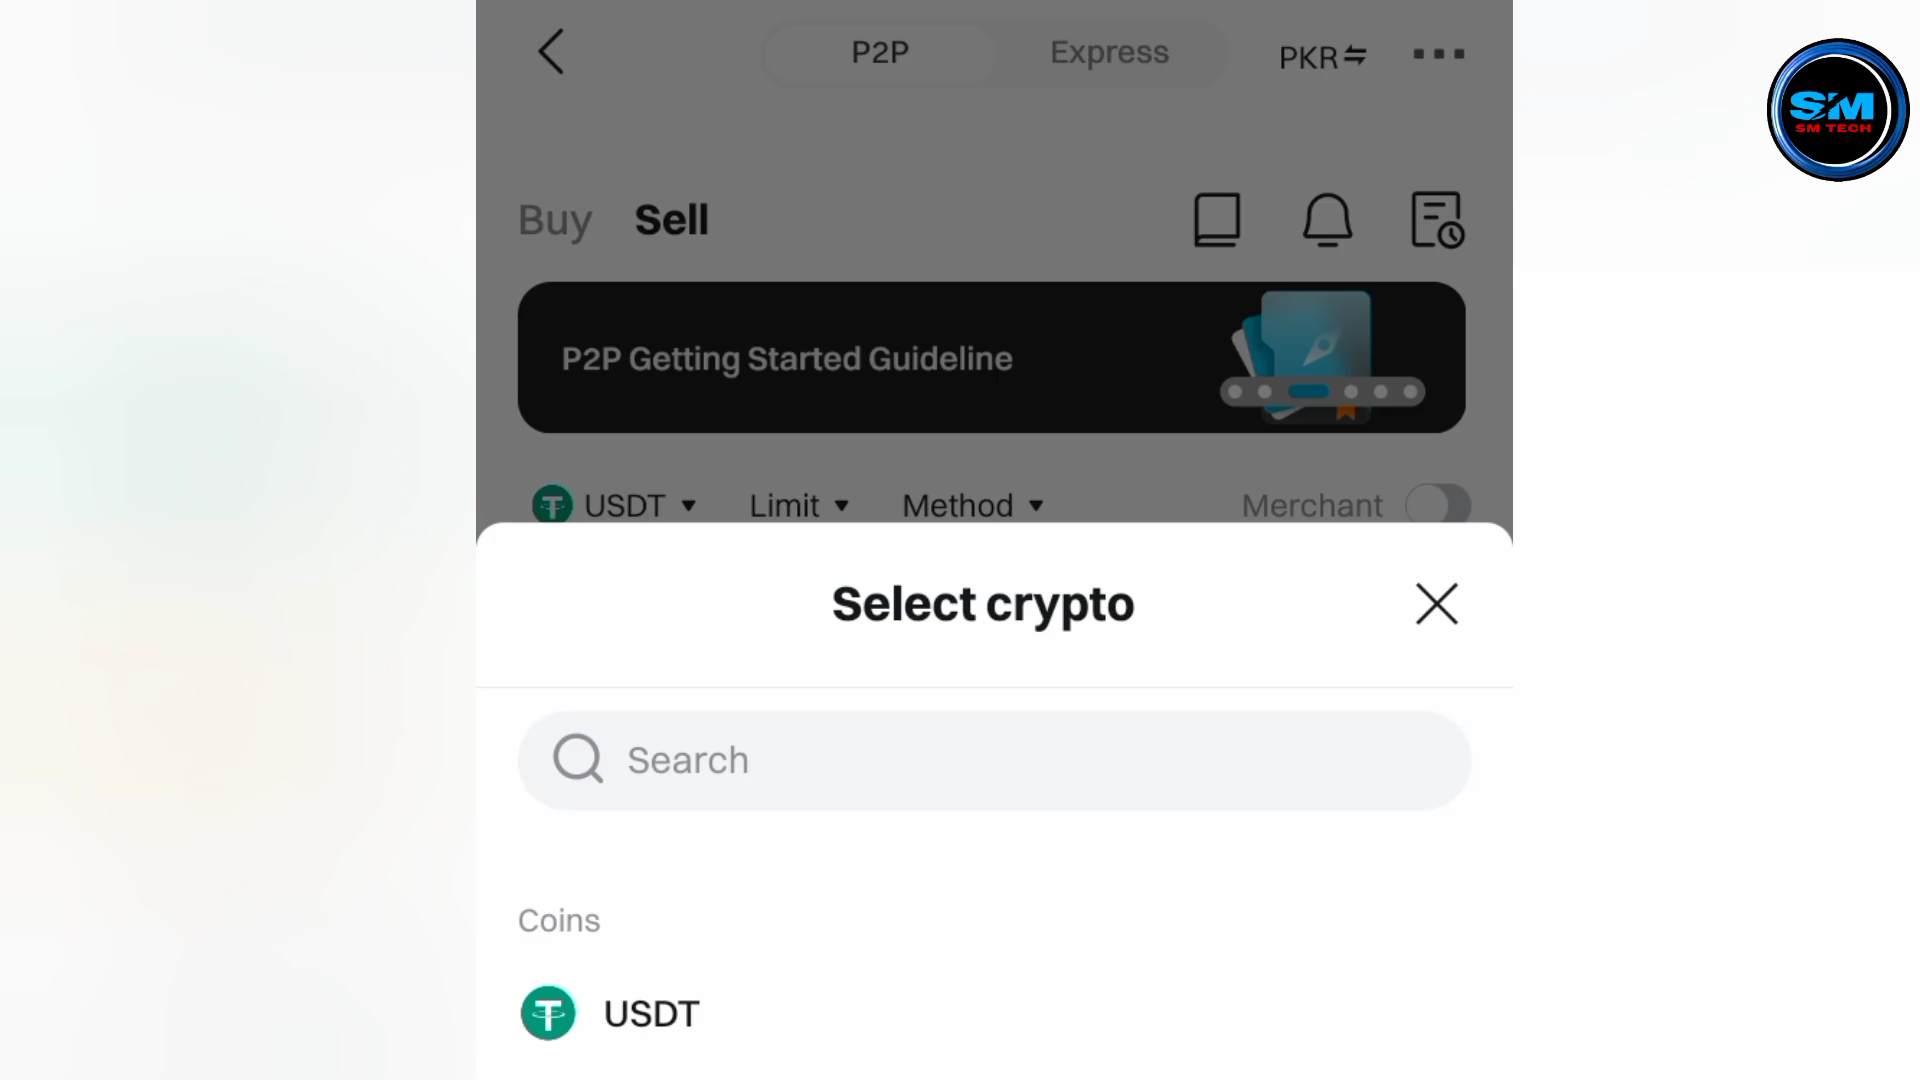 P2P Express PKR
SM
SM TECH
Buy Sell
P2P Getting Started Guideline
USDT Limit Method Merchant
Select crypto
Search
Coins
USDT